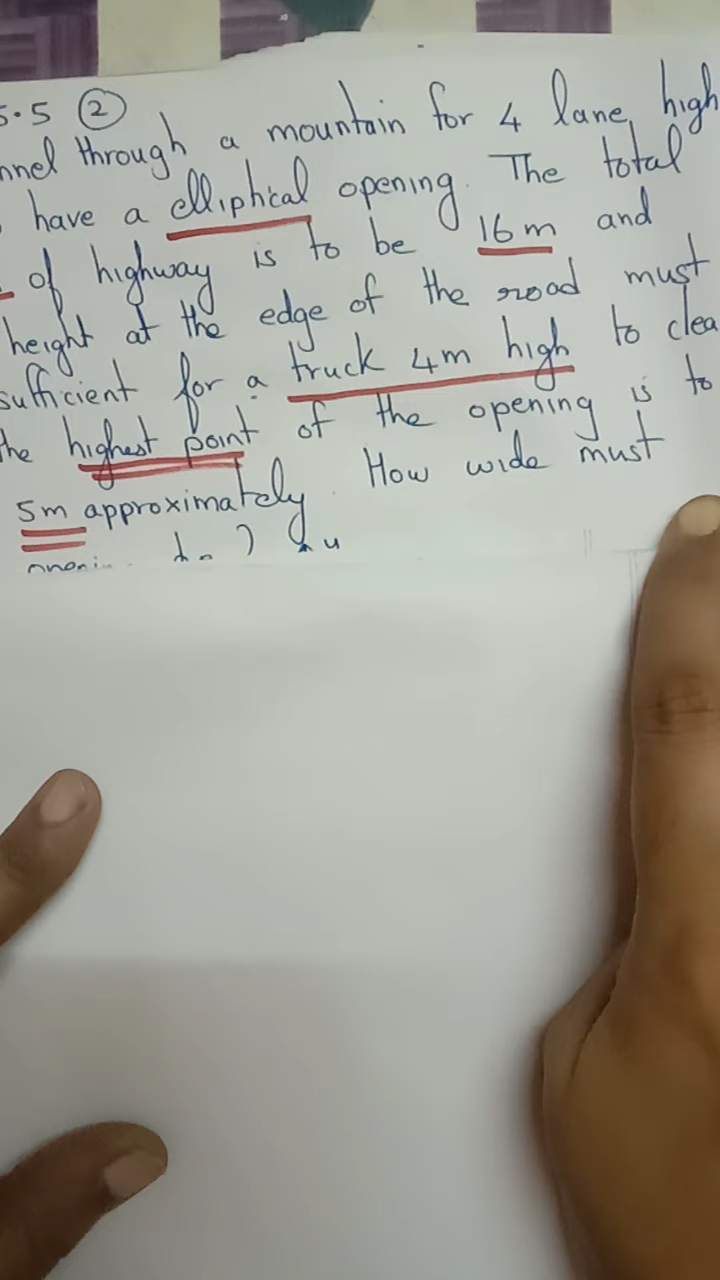 5.5 ②
nnel through a mountain for 4 lane high
have a elliptical opening. The total
of highway is to be 16m and
height at the edge of the road must
sufficient for a truck 4m high to clea
the highest point of the opening is to
5m approximately. How wide must